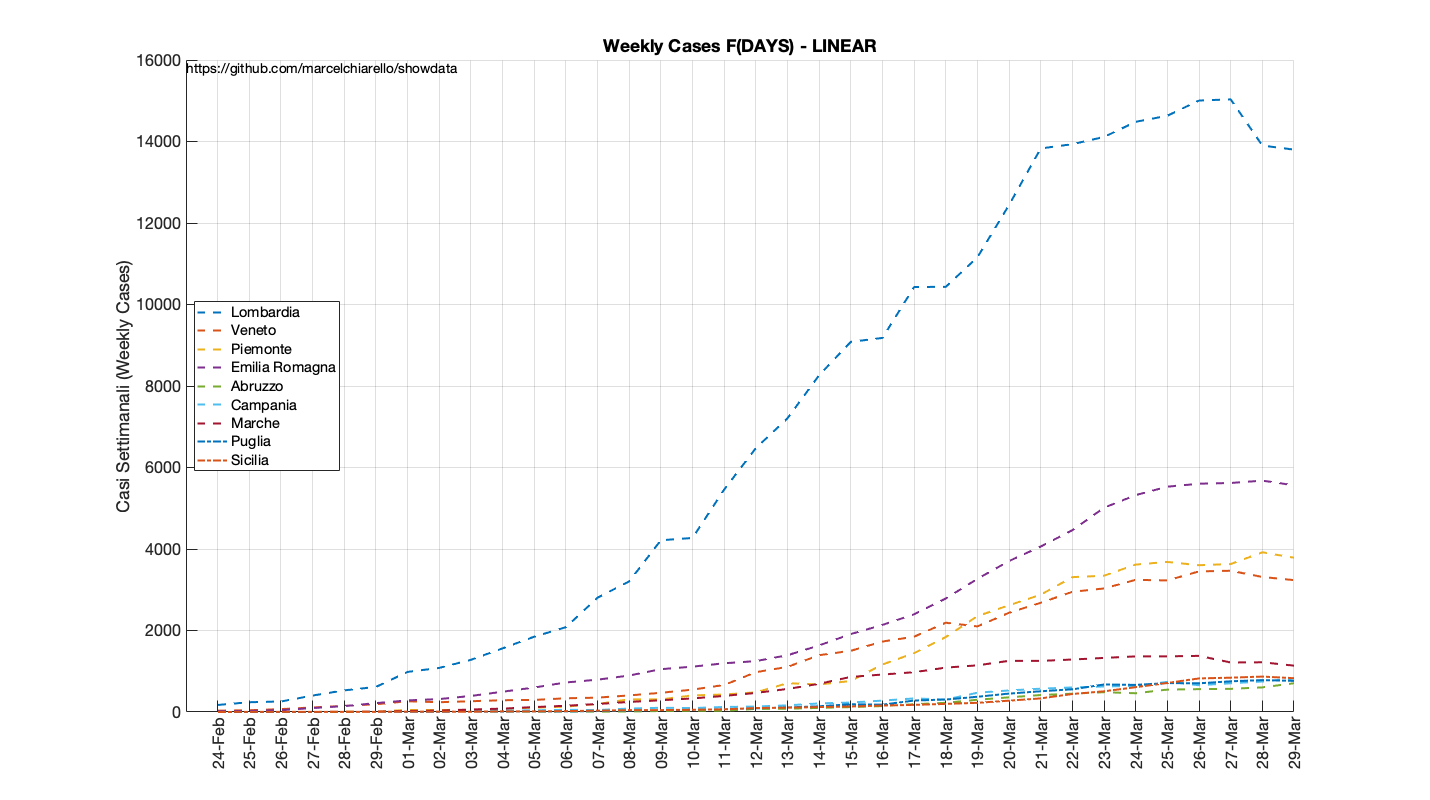 Weekly Cases F(DAYS) - LINEAR
https://github.com/marcelchiarello/showdata
Casi Settimanali (Weekly Cases)
16000
14000
12000
10000
8000
6000
4000
2000
0
Lombardia
Veneto
Piemonte
Emilia Romagna
Abruzzo
Campania
Marche
Puglia
Sicilia
24-Feb
25-Feb
26-Feb
27-Feb
28-Feb
29-Feb
01-Mar
02-Mar
03-Mar
04-Mar
05-Mar
06-Mar
07-Mar
08-Mar
09-Mar
10-Mar
11-Mar
12-Mar
13-Mar
14-Mar
15-Mar
16-Mar
17-Mar
18-Mar
19-Mar
20-Mar
21-Mar
22-Mar
23-Mar
24-Mar
25-Mar
26-Mar
27-Mar
28-Mar
29-Mar